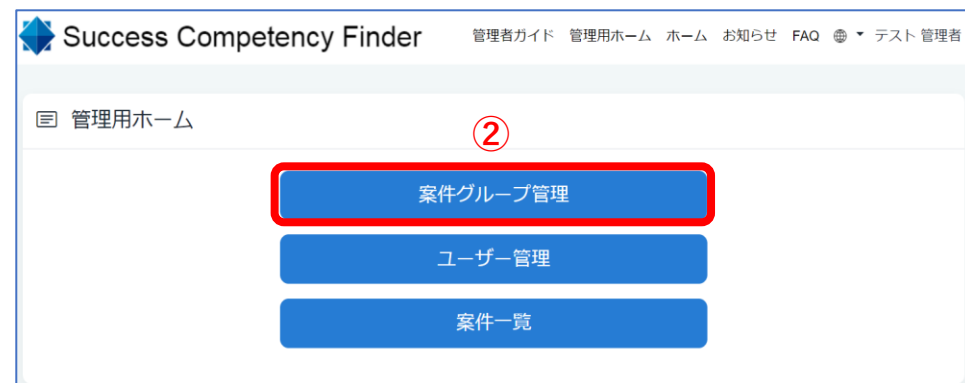 Success Competency Finder 管理者ガイド 管理用ホーム ホーム お知らせ FAQ テスト 管理者
管理用ホーム
②
案件グループ管理
ユーザー管理
案件一覧